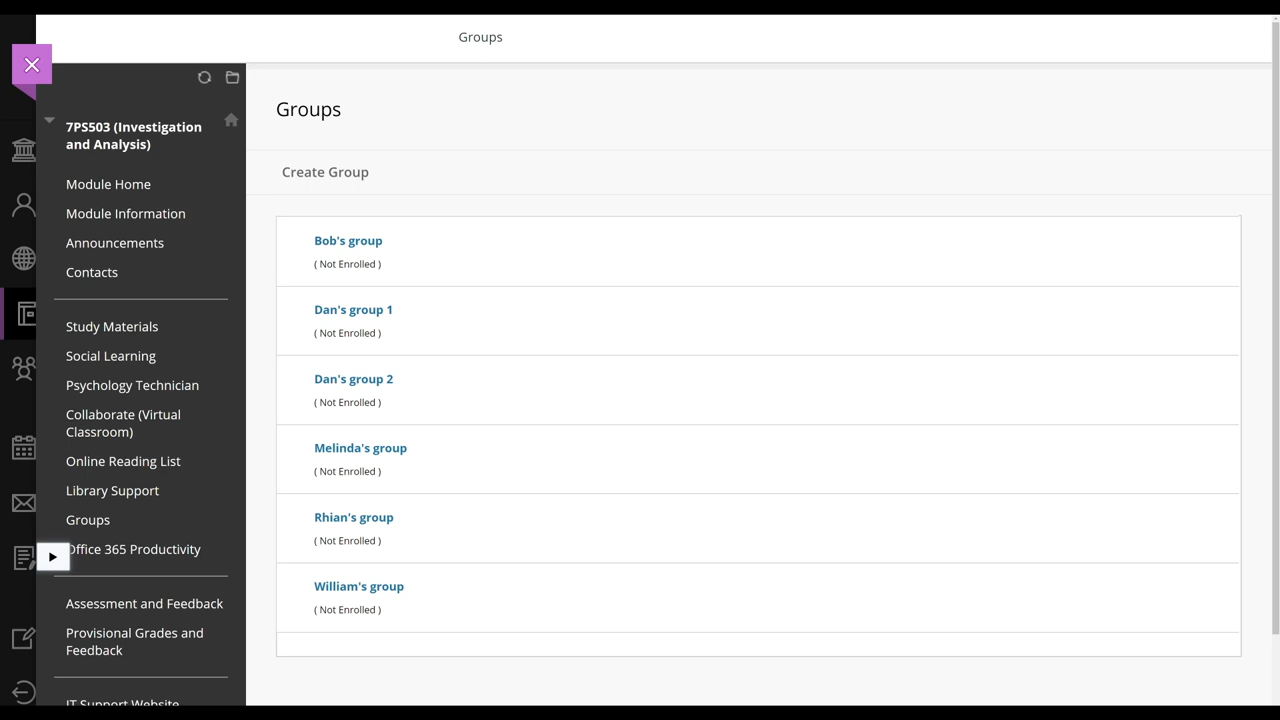 Groups
7PS503 (Investigation
and Analysis)
Module Home
Module Information
Announcements
Contacts
Study Materials
Social Learning
Psychology Technician
Collaborate (Virtual
Classroom)
Online Reading List
Library Support
Groups
Office 365 Productivity
Assessment and Feedback
Provisional Grades and
Feedback
IT Support Website
Groups
Create Group
Bob's group
( Not Enrolled )
Dan's group 1
( Not Enrolled )
Dan's group 2
( Not Enrolled )
Melinda's group
( Not Enrolled )
Rhian's group
( Not Enrolled )
William's group
( Not Enrolled )